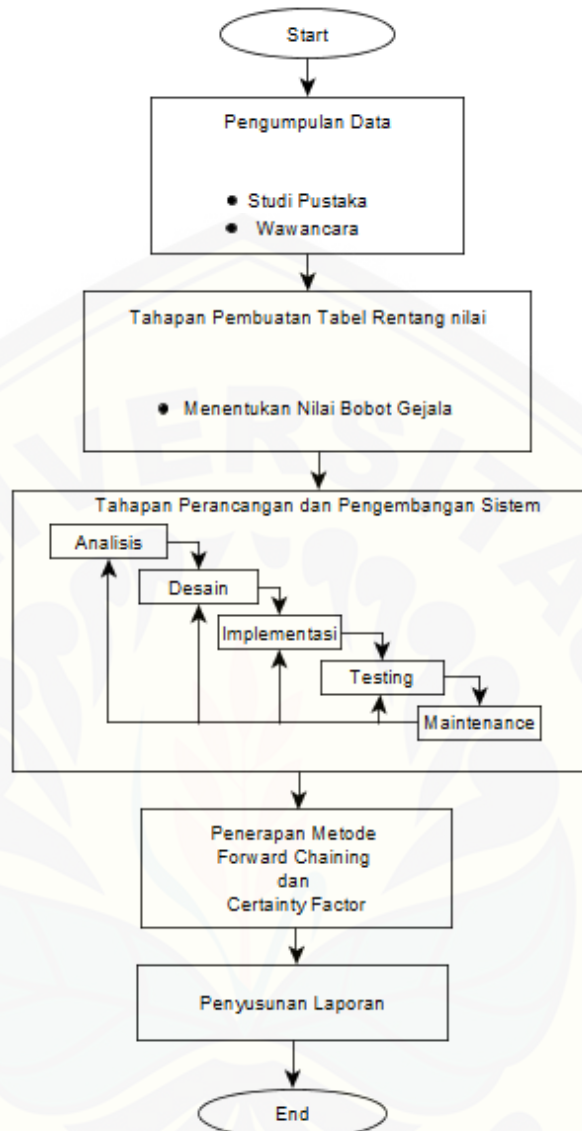 Start
Pengumpulan Data
● Studi Pustaka
● Wawancara
Tahapan Pembuatan Tabel Rentang nilai
● Menentukan Nilai Bobot Gejala
Tahapan Perancangan dan Pengembangan Sistem
Analisis
Desain
Implementasi
Testing
Maintenance
Penerapan Metode
Forward Chaining
dan
Certainty Factor
Penyusunan Laporan
End